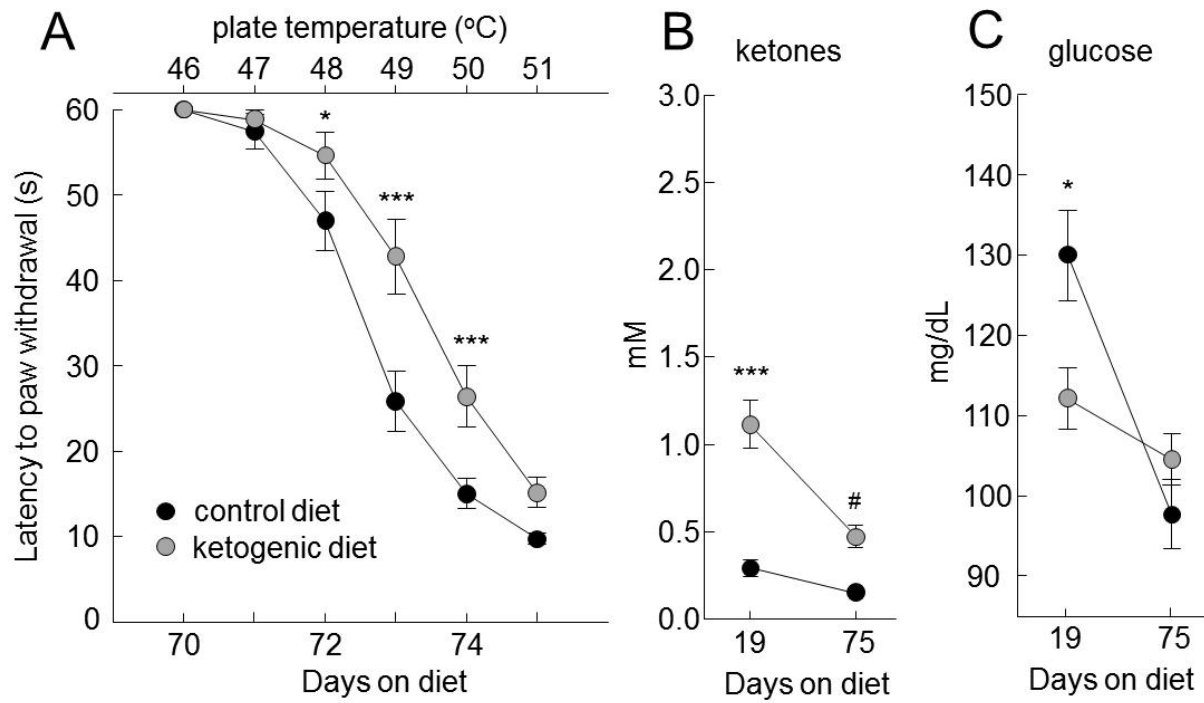 A
plate temperature (ºC)
46 47 48 49 50 51
Latency to paw withdrawal (s)
60
50
40
30
20
10
0
*
***
***
control diet
ketogenic diet
70 72 74
Days on diet
B
ketones
mM
3.0
2.5
2.0
1.5
1.0
0.5
0.0
***
#
19 75
Days on diet
C
glucose
mg/dL
150
140
130
120
110
100
90
*
19 75
Days on diet